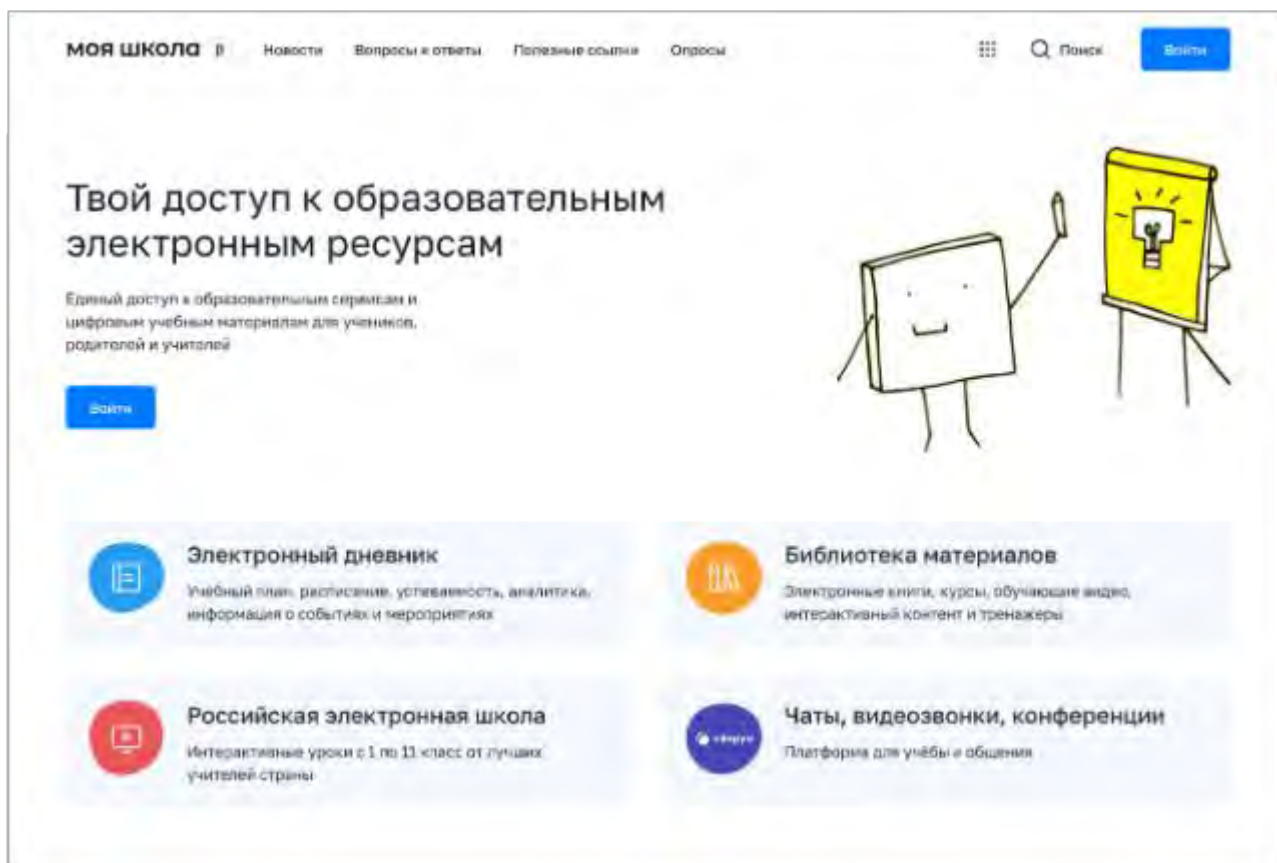 моя школа β Новости Вопросы и ответы Полезные ссылки Опросы Поиск Войти
Твой доступ к образовательным
электронным ресурсам
Единый доступ к образовательным сервисам и
цифровым учебным материалам для учеников,
родителей и учителей
Войти
Электронный дневник
Учебный план, расписание, успеваемость, аналитика,
информация о событиях и мероприятиях
Библиотека материалов
Электронные книги, курсы, обучающие видео,
интерактивный контент и тренажеры
Российская электронная школа
Интерактивные уроки с 1 по 11 класс от лучших
учителей страны
сферум
Чаты, видеозвонки, конференции
Платформа для учёбы и общения